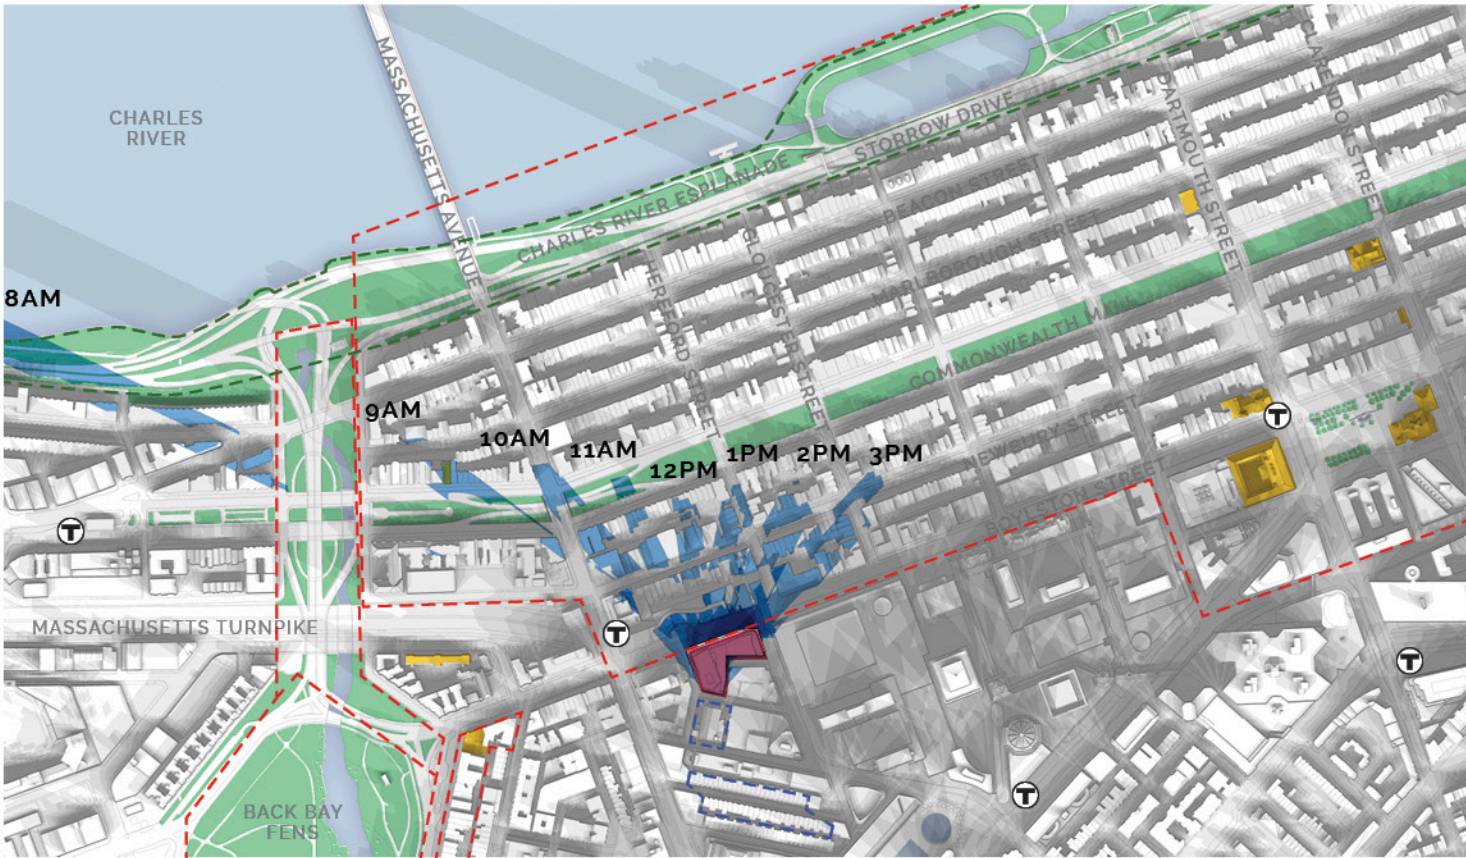 CHARLES
RIVER
MASSACHUSETTS AVENUE
STORROW DRIVE
CHARLES RIVER ESPLANADE
BEACON STREET
MARLBOROUGH STREET
DARTMOUTH STREET
CLARENDON STREET
HEREFORD STREET
GLOUCESTER STREET
COMMONWEALTH MALL
NEWBURY STREET
BOYLSTON STREET
8AM
9AM
10AM
11AM
12PM
1PM
2PM
3PM
T
T
T
T
T
MASSACHUSETTS TURNPIKE
BACK BAY
FENS